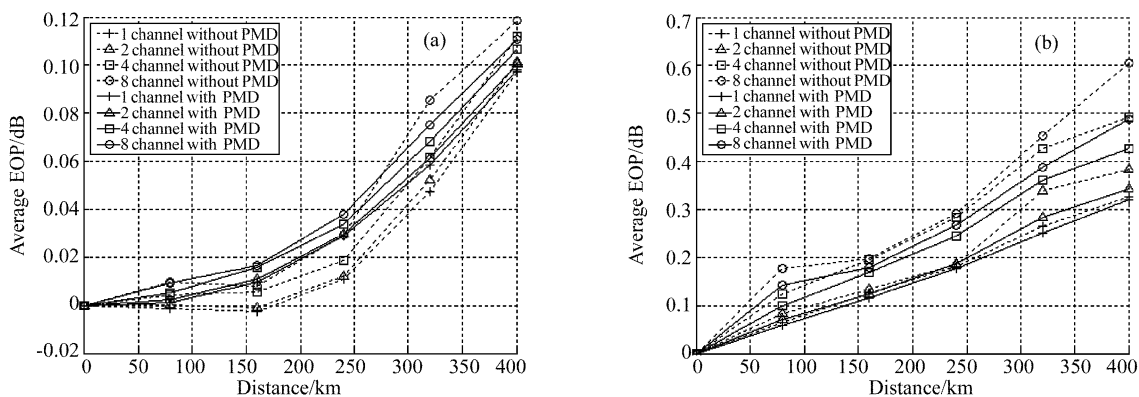 0.12
0.10
0.08
0.06
0.04
0.02
0
-0.02
Average EOP/dB
1 channel without PMD
2 channel without PMD
4 channel without PMD
8 channel without PMD
1 channel with PMD
2 channel with PMD
4 channel with PMD
8 channel with PMD
(a)
0 50 100 150 200 250 300 350 400
Distance/km
0.7
0.6
0.5
0.4
0.3
0.2
0.1
0
Average EOP/dB
1 channel without PMD
2 channel without PMD
4 channel without PMD
8 channel without PMD
1 channel with PMD
2 channel with PMD
4 channel with PMD
8 channel with PMD
(b)
0 50 100 150 200 250 300 350 400
Distance/km